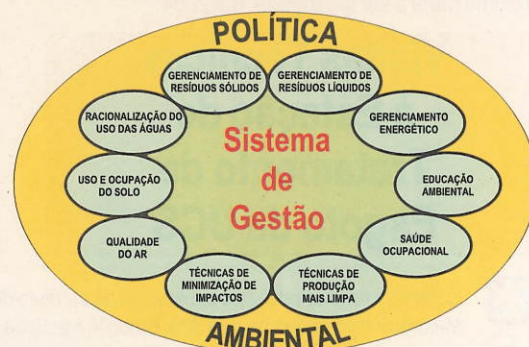 POLÍTICA
GERENCIAMENTO DE
RESÍDUOS SÓLIDOS
GERENCIAMENTO DE
RESÍDUOS LÍQUIDOS
RACIONALIZAÇÃO DO
USO DAS ÁGUAS
GERENCIAMENTO
ENERGÉTICO
Sistema
de
Gestão
USO E OCUPAÇÃO
DO SOLO
EDUCAÇÃO
AMBIENTAL
QUALIDADE
DO AR
SAÚDE
OCUPACIONAL
TÉCNICAS DE
MINIMIZAÇÃO DE
IMPACTOS
TÉCNICAS DE
PRODUÇÃO
MAIS LIMPA
AMBIENTAL